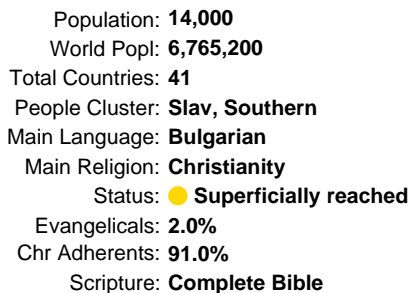 Population: 14,000
World Popl: 6,765,200
Total Countries: 41
People Cluster: Slav, Southern
Main Language: Bulgarian
Main Religion: Christianity
Status: Superficially reached
Evangelicals: 2.0%
Chr Adherents: 91.0%
Scripture: Complete Bible